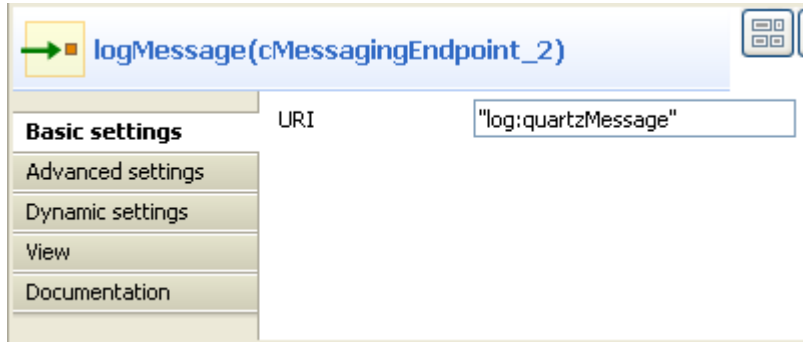 logMessage(cMessagingEndpoint_2)
Basic settings
URI "log:quartzMessage"
Advanced settings
Dynamic settings
View
Documentation